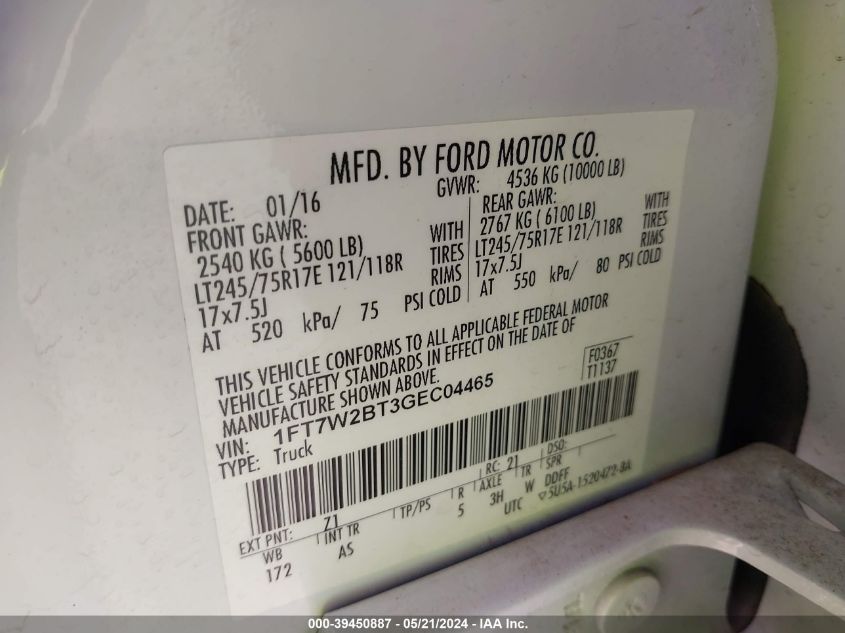 MFD. BY FORD MOTOR CO.
DATE: 01/16 GVWR: 4536 KG (10000 LB)
FRONT GAWR: REAR GAWR:
2540 KG ( 5600 LB) WITH 2767 KG ( 6100 LB) WITH
LT245/75R17E 121/118R TIRES LT245/75R17E 121/118R TIRES
17x7.5J RIMS 17x7.5J RIMS
AT 520 kPa/ 75 PSI COLD AT 550 kPa/ 80 PSI COLD
THIS VEHICLE CONFORMS TO ALL APPLICABLE FEDERAL MOTOR
VEHICLE SAFETY STANDARDS IN EFFECT ON THE DATE OF
MANUFACTURE SHOWN ABOVE.
F0367
T1137
VIN: 1FT7W2BT3GEC04465
TYPE: Truck
EXT PNT: Z1 RC: 21 DSO:
WB INT TR TP/PS R AXLE TR SPR
172 AS 5 3H W DDFF
UTC ▽5U5A-1520472-BA
000-39450887 - 05/21/2024 - IAA Inc.